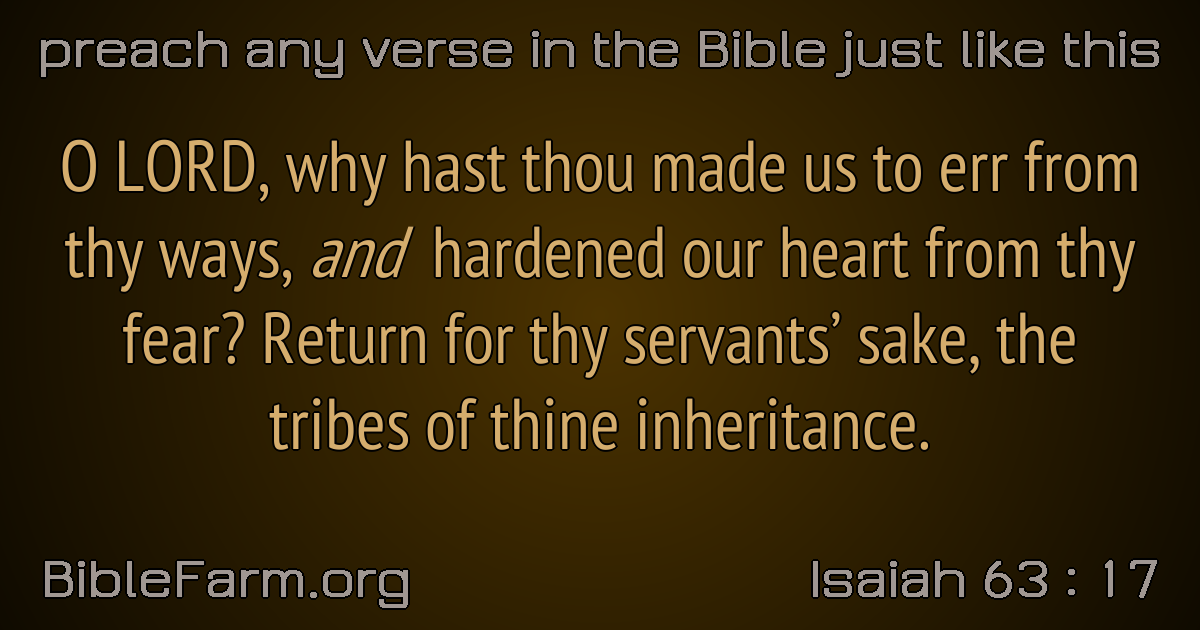 preach any verse in the Bible just like this
O LORD, why hast thou made us to err from
thy ways, and hardened our heart from thy
fear? Return for thy servants’ sake, the
tribes of thine inheritance.
BibleFarm.org
Isaiah 63 : 17